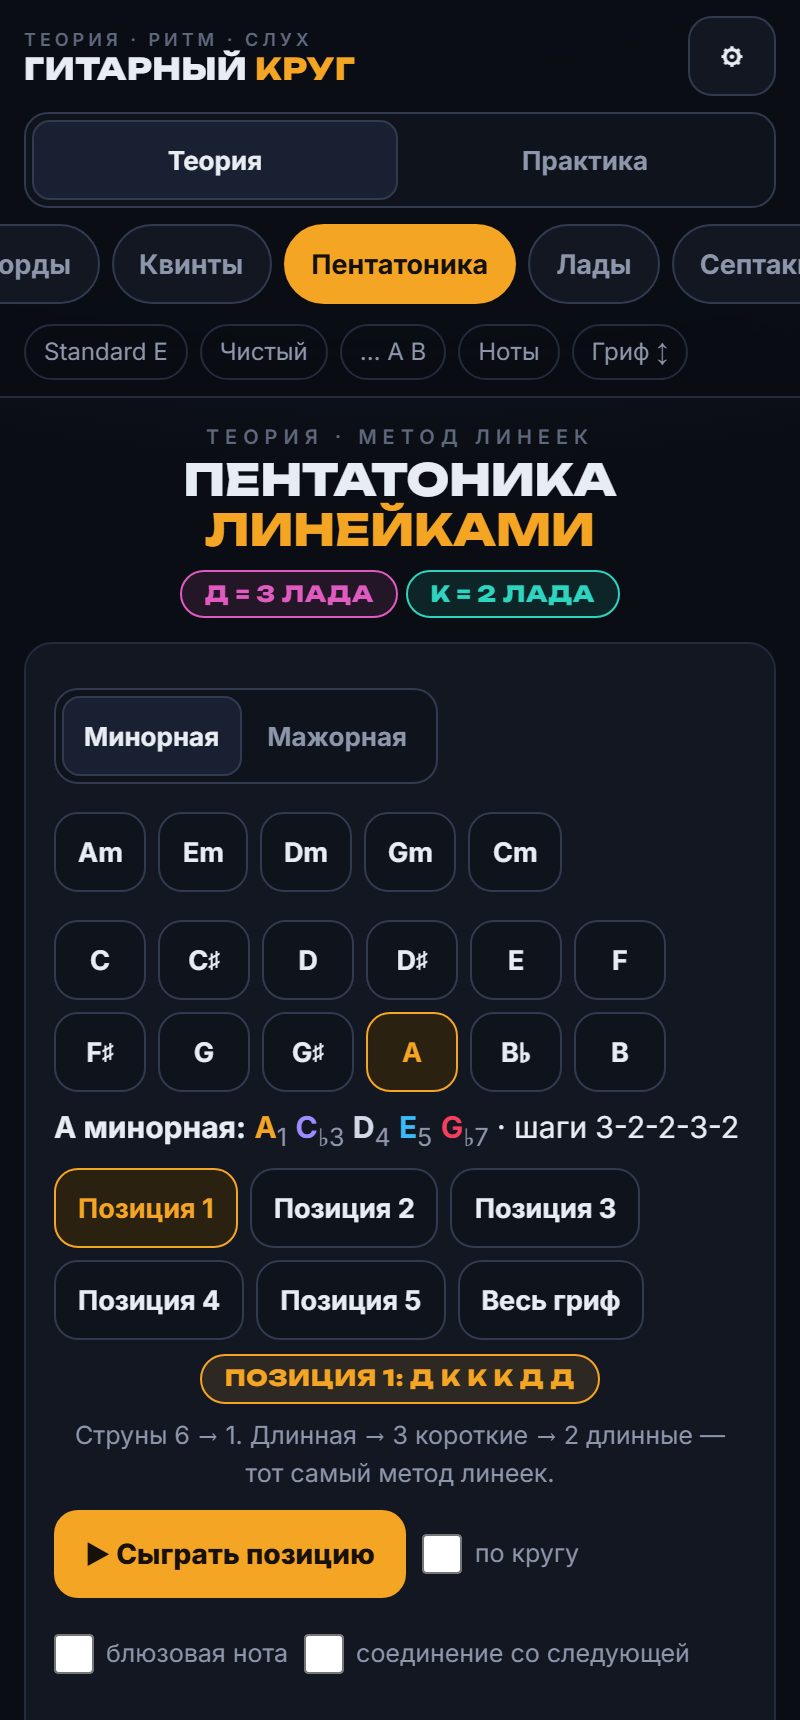 ТЕОРИЯ · РИТМ · СЛУХ
ГИТАРНЫЙ КРУГ
Теория Практика
орды Квинты Пентатоника Лады Септак
Standard E Чистый ... A B Ноты Гриф ↕
ТЕОРИЯ · МЕТОД ЛИНЕЕК
ПЕНТАТОНИКА
ЛИНЕЙКАМИ
Д = 3 ЛАДА К = 2 ЛАДА
Минорная Мажорная
Am Em Dm Gm Cm
C C♯ D D♯ E F
F♯ G G♯ A B♭ B
A минорная: A1 C♭3 D4 E5 G♭7 · шаги 3-2-2-3-2
Позиция 1 Позиция 2 Позиция 3
Позиция 4 Позиция 5 Весь гриф
ПОЗИЦИЯ 1: Д К К К Д Д
Струны 6 → 1. Длинная → 3 короткие → 2 длинные —
тот самый метод линеек.
▶ Сыграть позицию по кругу
блюзовая нота соединение со следующей